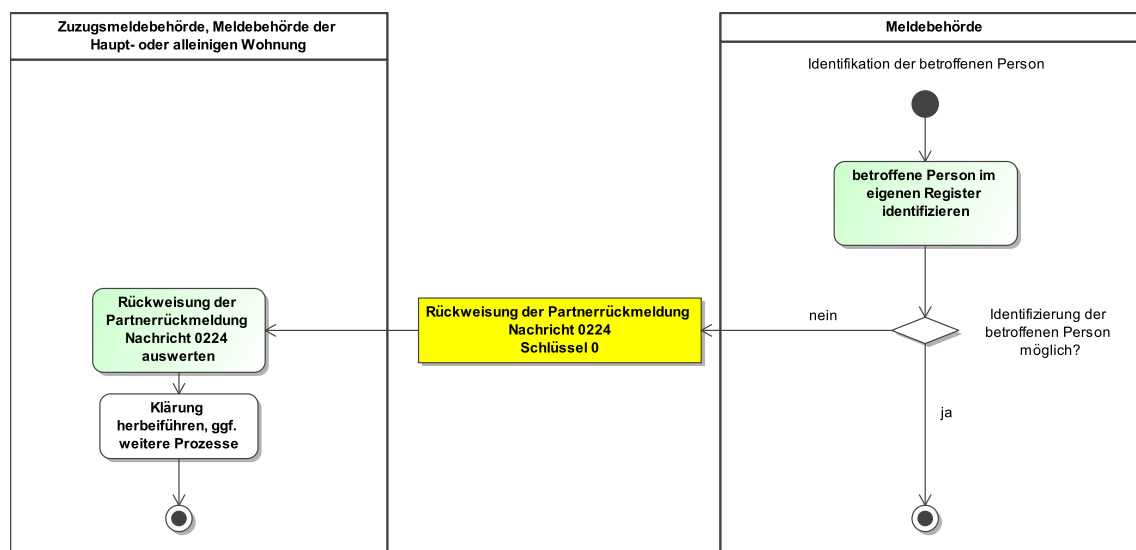 Zuzugsmeldebehörde, Meldebehörde der
Haupt- oder alleinigen Wohnung
Meldebehörde
Identifikation der betroffenen Person
betroffene Person im
eigenen Register
identifizieren
Rückweisung der
Partnerrückmeldung
Nachricht 0224
auswerten
Rückweisung der Partnerrückmeldung
Nachricht 0224
Schlüssel 0
nein
Identifizierung der
betroffenen Person
möglich?
Klärung
herbeiführen, ggf.
weitere Prozesse
ja